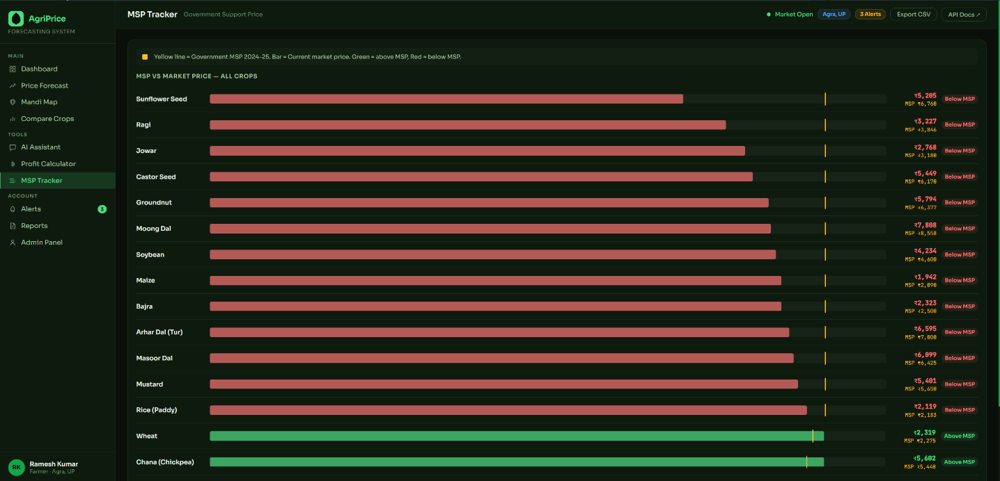 AgriPrice
FORECASTING SYSTEM
MAIN
Dashboard
Price Forecast
Mandi Map
Compare Crops
TOOLS
AI Assistant
Profit Calculator
MSP Tracker
ACCOUNT
Alerts 3
Reports
Admin Panel
RK
Ramesh Kumar
Farmer · Agra, UP
MSP Tracker Government Support Price
Market Open Agra, UP 3 Alerts Export CSV API Docs ↗
Yellow line = Government MSP 2024-25. Bar = Current market price. Green = above MSP, Red = below MSP.
MSP VS MARKET PRICE — ALL CROPS
Sunflower Seed ₹5,205 Below MSP
MSP ₹6,760
Ragi ₹3,227 Below MSP
MSP ₹3,846
Jowar ₹2,768 Below MSP
MSP ₹3,180
Castor Seed ₹5,449 Below MSP
MSP ₹6,170
Groundnut ₹5,794 Below MSP
MSP ₹6,377
Moong Dal ₹7,808 Below MSP
MSP ₹8,558
Soybean ₹4,234 Below MSP
MSP ₹4,600
Maize ₹1,942 Below MSP
MSP ₹2,090
Bajra ₹2,323 Below MSP
MSP ₹2,500
Arhar Dal (Tur) ₹6,595 Below MSP
MSP ₹7,000
Masoor Dal ₹6,099 Below MSP
MSP ₹6,425
Mustard ₹5,401 Below MSP
MSP ₹5,650
Rice (Paddy) ₹2,119 Below MSP
MSP ₹2,183
Wheat ₹2,319 Above MSP
MSP ₹2,275
Chana (Chickpea) ₹5,602 Above MSP
MSP ₹5,440